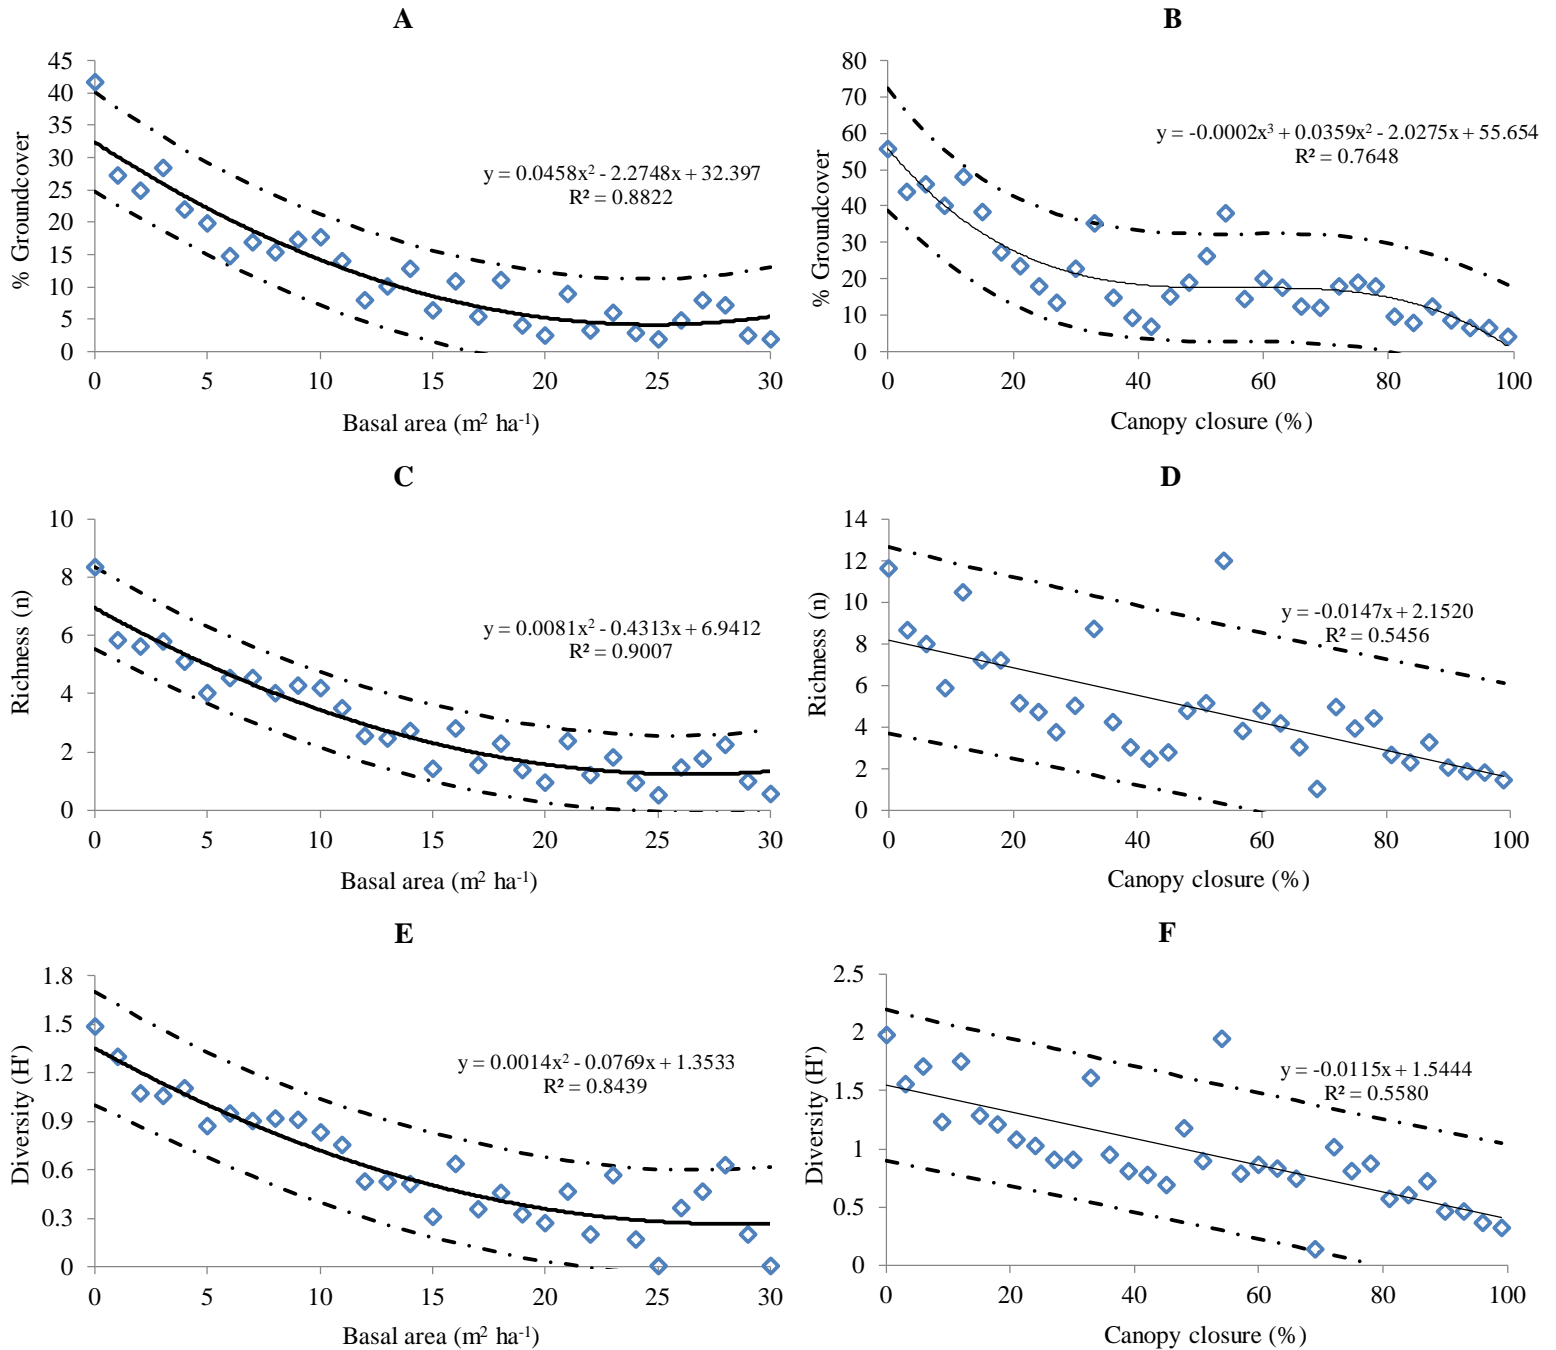 A
45
40
35
30
25
20
15
10
5
0
% Groundcover
y = 0.0458x² - 2.2748x + 32.397
R² = 0.8822
0 5 10 15 20 25 30
Basal area (m² ha⁻¹)
B
80
70
60
50
40
30
20
10
0
% Groundcover
y = -0.0002x³ + 0.0359x² - 2.0275x + 55.654
R² = 0.7648
0 20 40 60 80 100
Canopy closure (%)
C
10
8
6
4
2
0
Richness (n)
y = 0.0081x² - 0.4313x + 6.9412
R² = 0.9007
0 5 10 15 20 25 30
Basal area (m² ha⁻¹)
D
14
12
10
8
6
4
2
0
Richness (n)
y = -0.0147x + 2.1520
R² = 0.5456
0 20 40 60 80 100
Canopy closure (%)
E
1.8
1.5
1.2
0.9
0.6
0.3
0
Diversity (H')
y = 0.0014x² - 0.0769x + 1.3533
R² = 0.8439
0 5 10 15 20 25 30
Basal area (m² ha⁻¹)
F
2.5
2
1.5
1
0.5
0
Diversity (H')
y = -0.0115x + 1.5444
R² = 0.5580
0 20 40 60 80 100
Canopy closure (%)